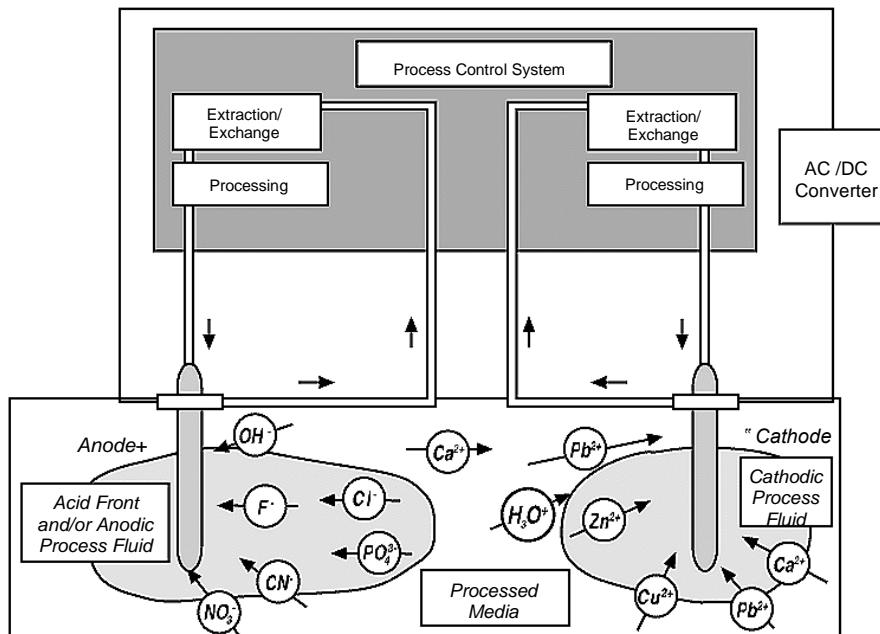 Process Control System
Extraction/
Exchange
Extraction/
Exchange
Processing
Processing
AC /DC
Converter
Anode+
" Cathode
OH⁻
Ca²⁺
Pb²⁺
Acid Front
and/or Anodic
Process Fluid
F⁻
Cl⁻
PO₄³⁻
CN⁻
NO₃⁻
H₃O⁺
Zn²⁺
Cathodic
Process
Fluid
Ca²⁺
Cu²⁺
Pb²⁺
Processed
Media